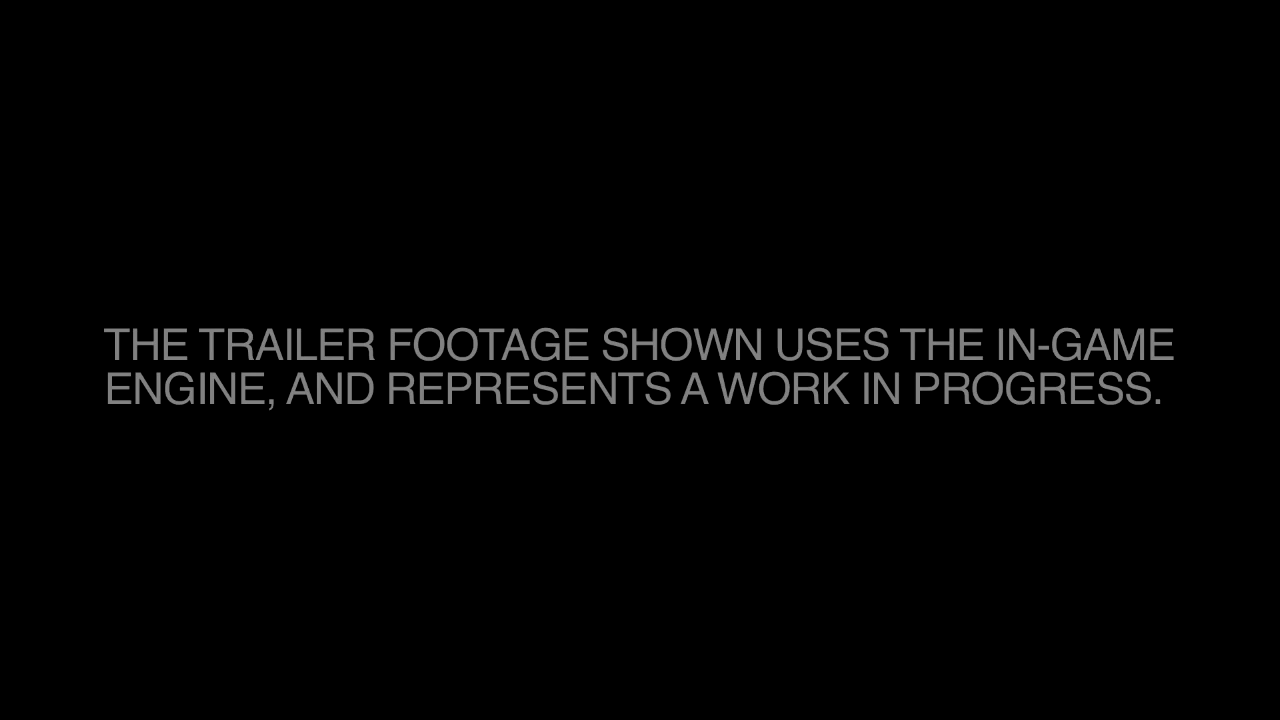 THE TRAILER FOOTAGE SHOWN USES THE IN-GAME
ENGINE, AND REPRESENTS A WORK IN PROGRESS.